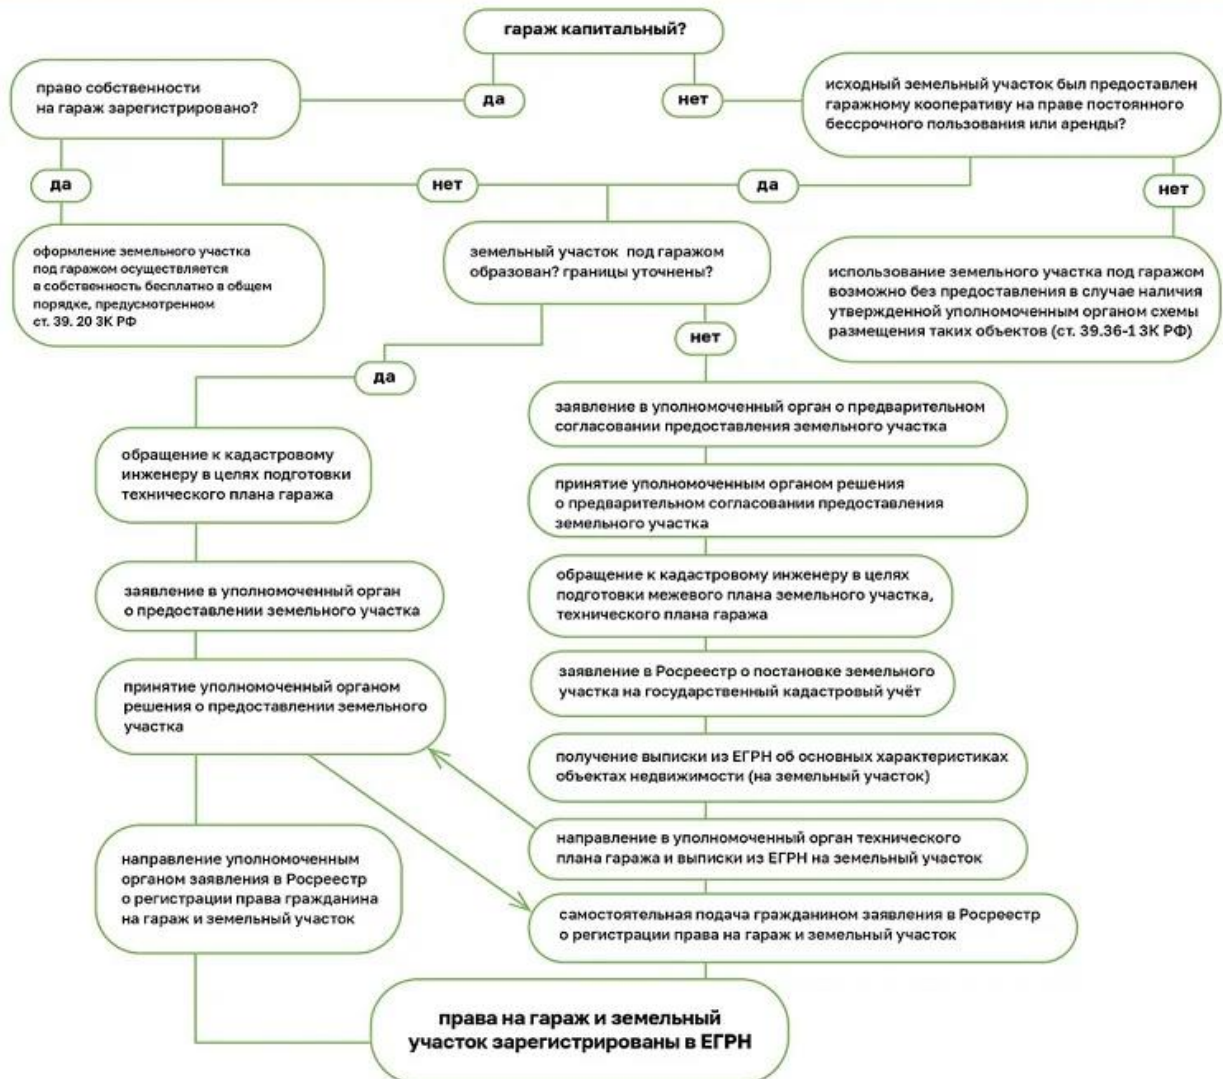 гараж капитальный?
да
нет
право собственности
на гараж зарегистрировано?
исходный земельный участок был предоставлен
гаражному кооперативу на праве постоянного
бессрочного пользования или аренды?
да
нет
да
нет
оформление земельного участка
под гаражом осуществляется
в собственность бесплатно в общем
порядке, предусмотренном
ст. 39. 20 ЗК РФ
земельный участок под гаражом
образован? границы уточнены?
использование земельного участка под гаражом
возможно без предоставления в случае наличия
утвержденной уполномоченным органом схемы
размещения таких объектов (ст. 39.36-1 ЗК РФ)
да
нет
обращение к кадастровому
инженеру в целях подготовки
технического плана гаража
заявление в уполномоченный орган
о предоставлении земельного участка
принятие уполномоченный органом
решения о предоставлении земельного
участка
направление уполномоченным
органом заявления в Росреестр
о регистрации права гражданина
на гараж и земельный участок
заявление в уполномоченный орган о предварительном
согласовании предоставления земельного участка
принятие уполномоченным органом решения
о предварительном согласовании предоставления
земельного участка
обращение к кадастровому инженеру в целях
подготовки межевого плана земельного участка,
технического плана гаража
заявление в Росреестр о постановке земельного
участка на государственный кадастровый учёт
получение выписки из ЕГРН об основных характеристиках
объектах недвижимости (на земельный участок)
направление в уполномоченный орган технического
плана гаража и выписки из ЕГРН на земельный участок
самостоятельная подача гражданином заявления в Росреестр
о регистрации права на гараж и земельный участок
права на гараж и земельный
участок зарегистрированы в ЕГРН